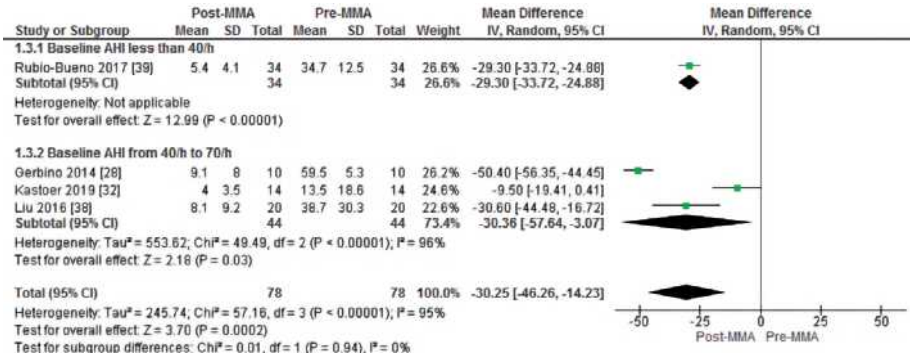 Post-MMA Pre-MMA Mean Difference Mean Difference
Study or Subgroup Mean SD Total Mean SD Total Weight IV, Random, 95% CI IV, Random, 95% CI
1.3.1 Baseline AHI less than 40/h
Rubio-Bueno 2017 [39] 5.4 4.1 34 34.7 12.5 34 26.6% -29.30 [-33.72, -24.88]
Subtotal (95% CI) 34 34 26.6% -29.30 [-33.72, -24.88]
Heterogeneity: Not applicable
Test for overall effect: Z = 12.99 (P < 0.00001)
1.3.2 Baseline AHI from 40/h to 70/h
Gerbino 2014 [28] 9.1 8 10 59.5 5.3 10 26.2% -50.40 [-56.35, -44.45]
Kastoer 2019 [32] 4 3.5 14 13.5 18.6 14 24.6% -9.50 [-19.41, 0.41]
Liu 2016 [38] 8.1 9.2 20 38.7 30.3 20 22.6% -30.60 [-44.48, -16.72]
Subtotal (95% CI) 44 44 73.4% -30.36 [-57.64, -3.07]
Heterogeneity: Tau² = 553.62; Chi² = 49.49, df = 2 (P < 0.00001); I² = 96%
Test for overall effect: Z = 2.18 (P = 0.03)
Total (95% CI) 78 78 100.0% -30.25 [-46.26, -14.23]
Heterogeneity: Tau² = 245.74; Chi² = 57.16, df = 3 (P < 0.00001); I² = 95%
Test for overall effect: Z = 3.70 (P = 0.0002)
Test for subgroup differences: Chi² = 0.01, df = 1 (P = 0.94), I² = 0%
-50 -25 0 25 50
Post-MMA Pre-MMA